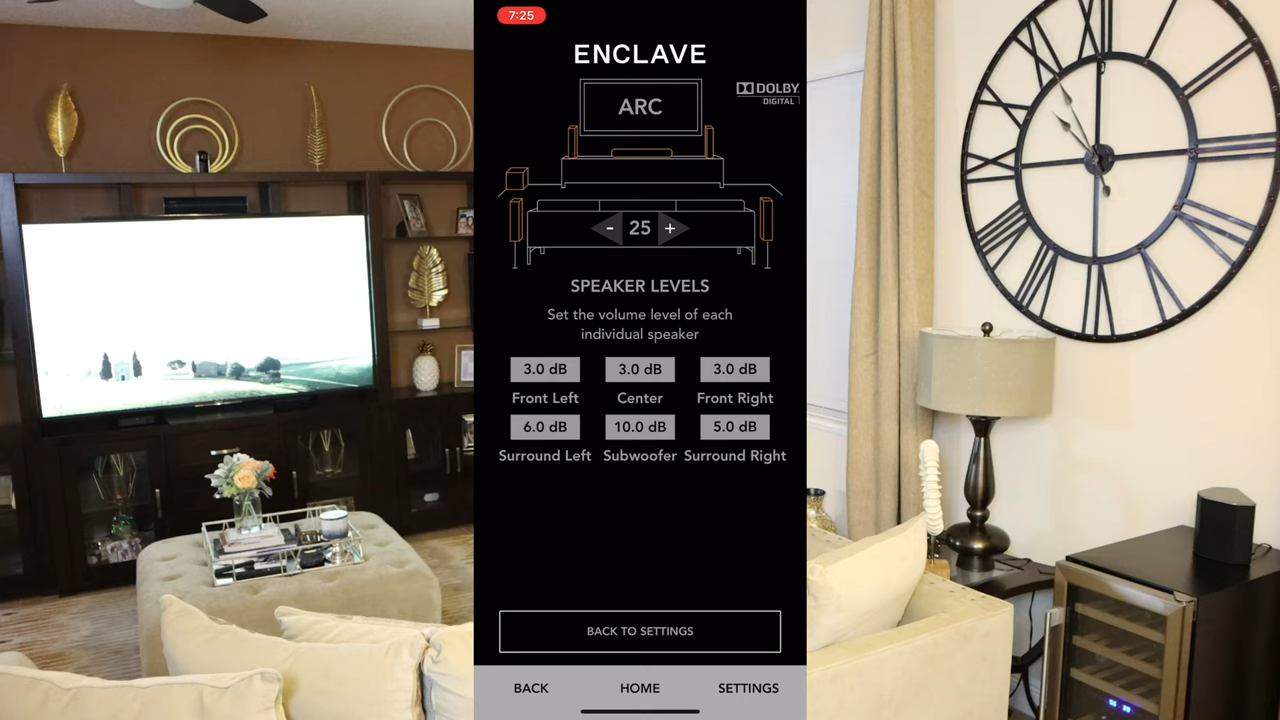 7:25
ENCLAVE
DOLBY
DIGITAL
ARC
- 25 +
SPEAKER LEVELS
Set the volume level of each
individual speaker
3.0 dB 3.0 dB 3.0 dB
Front Left Center Front Right
6.0 dB 10.0 dB 5.0 dB
Surround Left Subwoofer Surround Right
BACK TO SETTINGS
BACK HOME SETTINGS